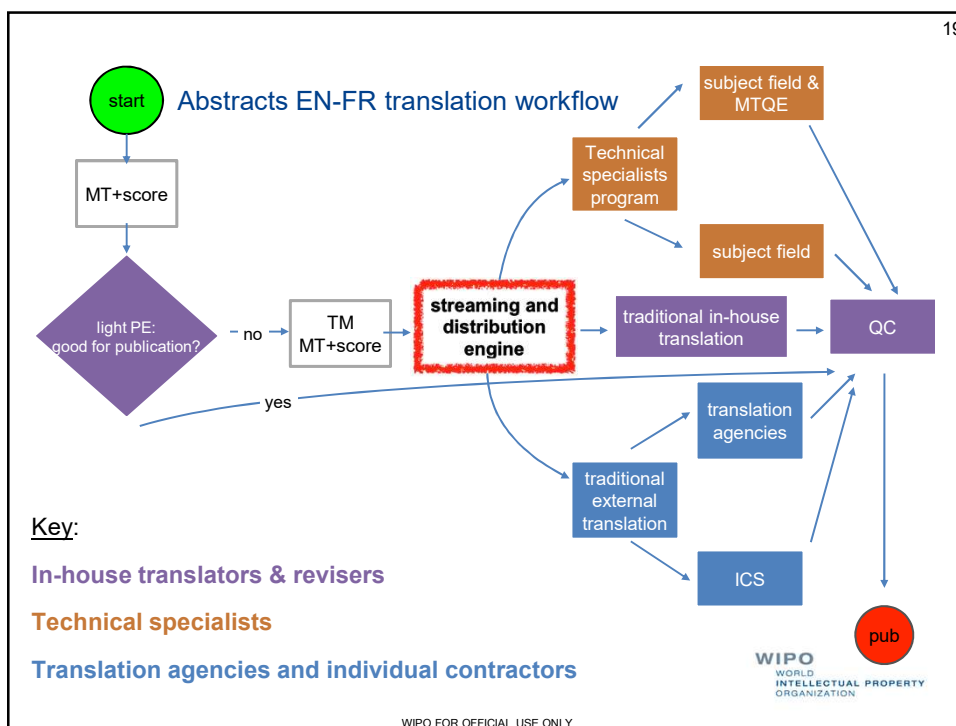 19
start
Abstracts EN-FR translation workflow
subject field &
MTQE
MT+score
Technical
specialists
program
subject field
light PE:
good for publication?
no
TM
MT+score
streaming and
distribution
engine
traditional in-house
translation
QC
yes
translation
agencies
traditional
external
translation
ICS
Key:
In-house translators & revisers
Technical specialists
Translation agencies and individual contractors
pub
WIPO
WORLD
INTELLECTUAL PROPERTY
ORGANIZATION
WIPO FOR OFFICIAL USE ONLY